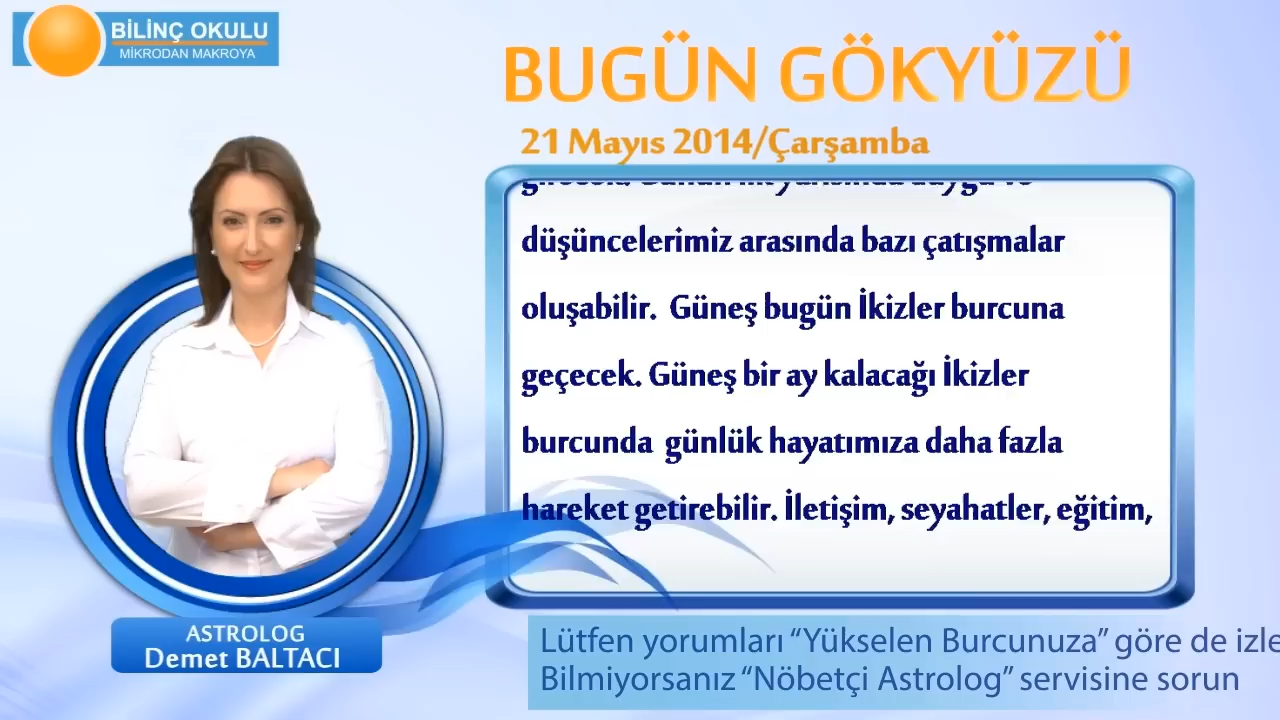 BİLİNÇ OKULU
MİKRODAN MAKROYA
BUGÜN GÖKYÜZÜ
21 Mayıs 2014/Çarşamba
düşüncelerimiz arasında bazı çatışmalar
oluşabilir. Güneş bugün İkizler burcuna
geçecek. Güneş bir ay kalacağı İkizler
burcunda günlük hayatımıza daha fazla
hareket getirebilir. İletişim, seyahatler, eğitim,
ASTROLOG
Demet BALTACI
Lütfen yorumları “Yükselen Burcunuza” göre de izle
Bilmiyorsanız “Nöbetçi Astrolog” servisine sorun